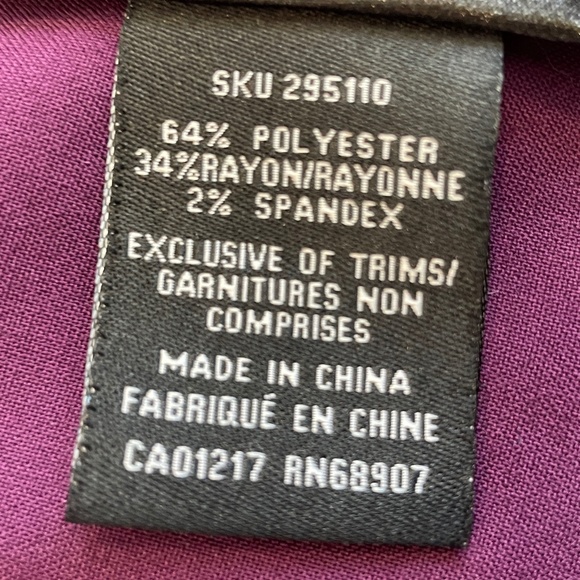 SKU 295110
64% POLYESTER
34%RAYON/RAYONNE
2% SPANDEX
EXCLUSIVE OF TRIMS/
GARNITURES NON
COMPRISES
MADE IN CHINA
FABRIQUÉ EN CHINE
CA01217 RN68907